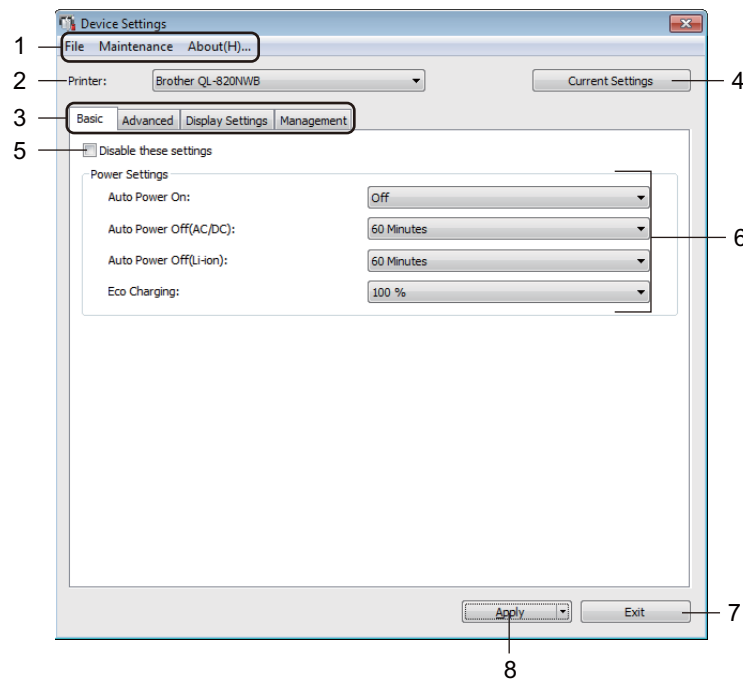 Device Settings
1 File Maintenance About(H)...
2 Printer: Brother QL-820NWB Current Settings 4
3 Basic Advanced Display Settings Management
5 Disable these settings
Power Settings
Auto Power On: Off
Auto Power Off(AC/DC): 60 Minutes
6
Auto Power Off(Li-ion): 60 Minutes
Eco Charging: 100 %
Apply Exit 7
8